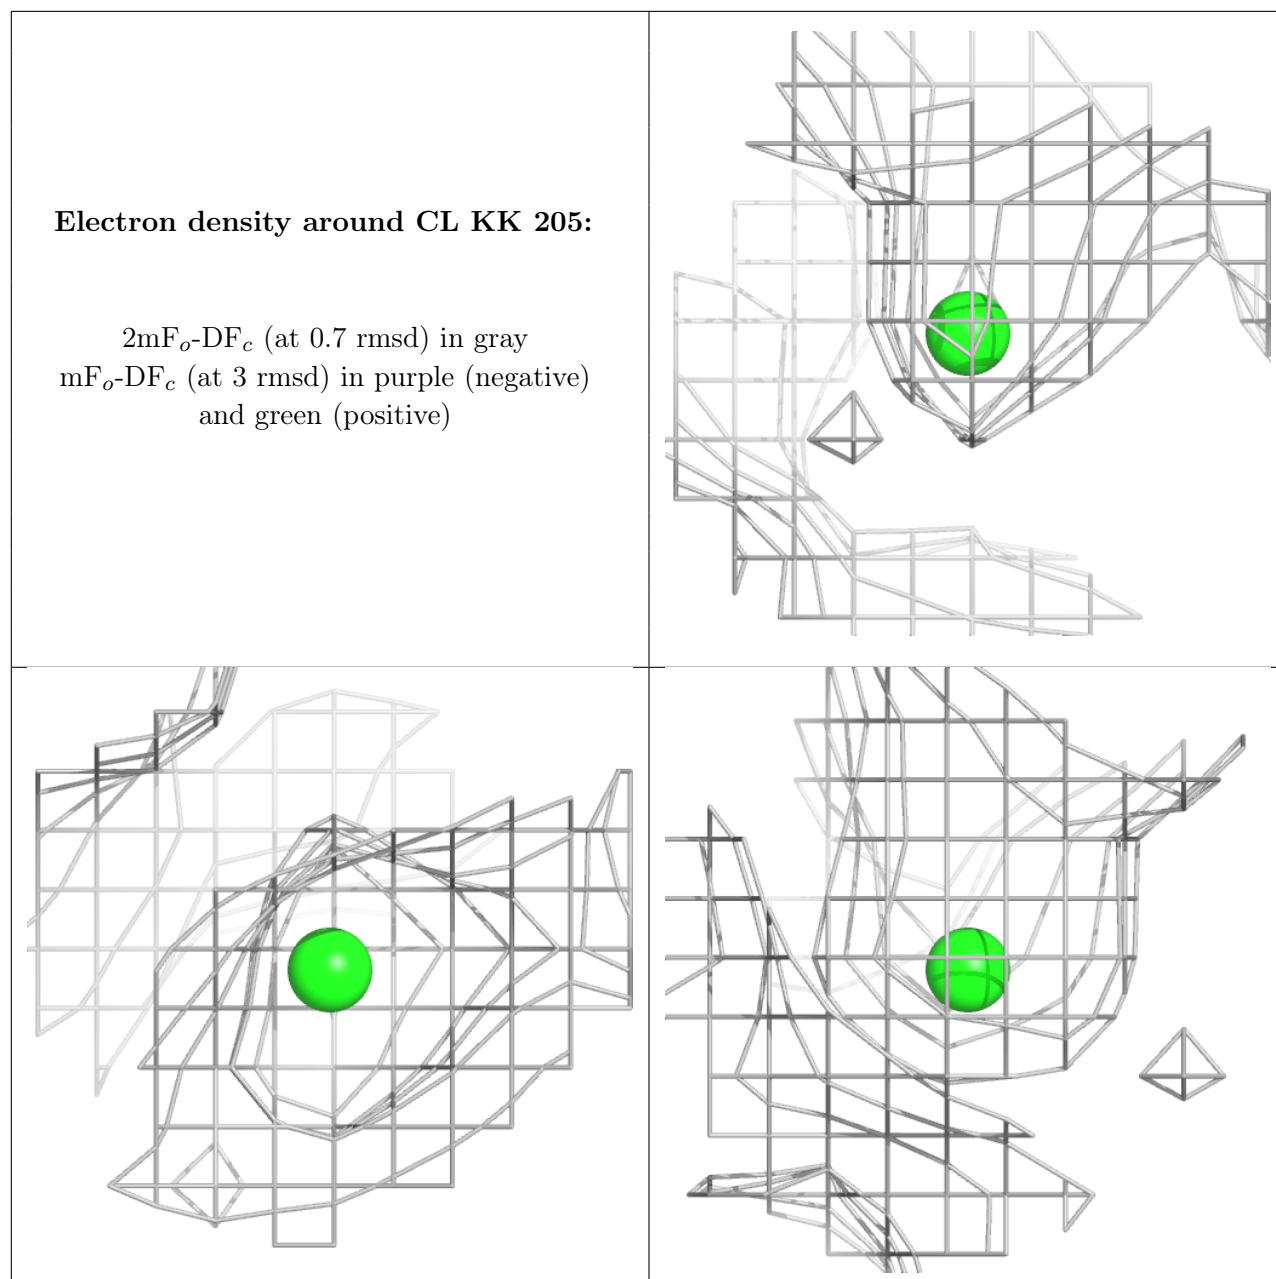 Electron density around CL KK 205:
2mFo-DFc (at 0.7 rmsd) in gray
mFo-DFc (at 3 rmsd) in purple (negative)
and green (positive)